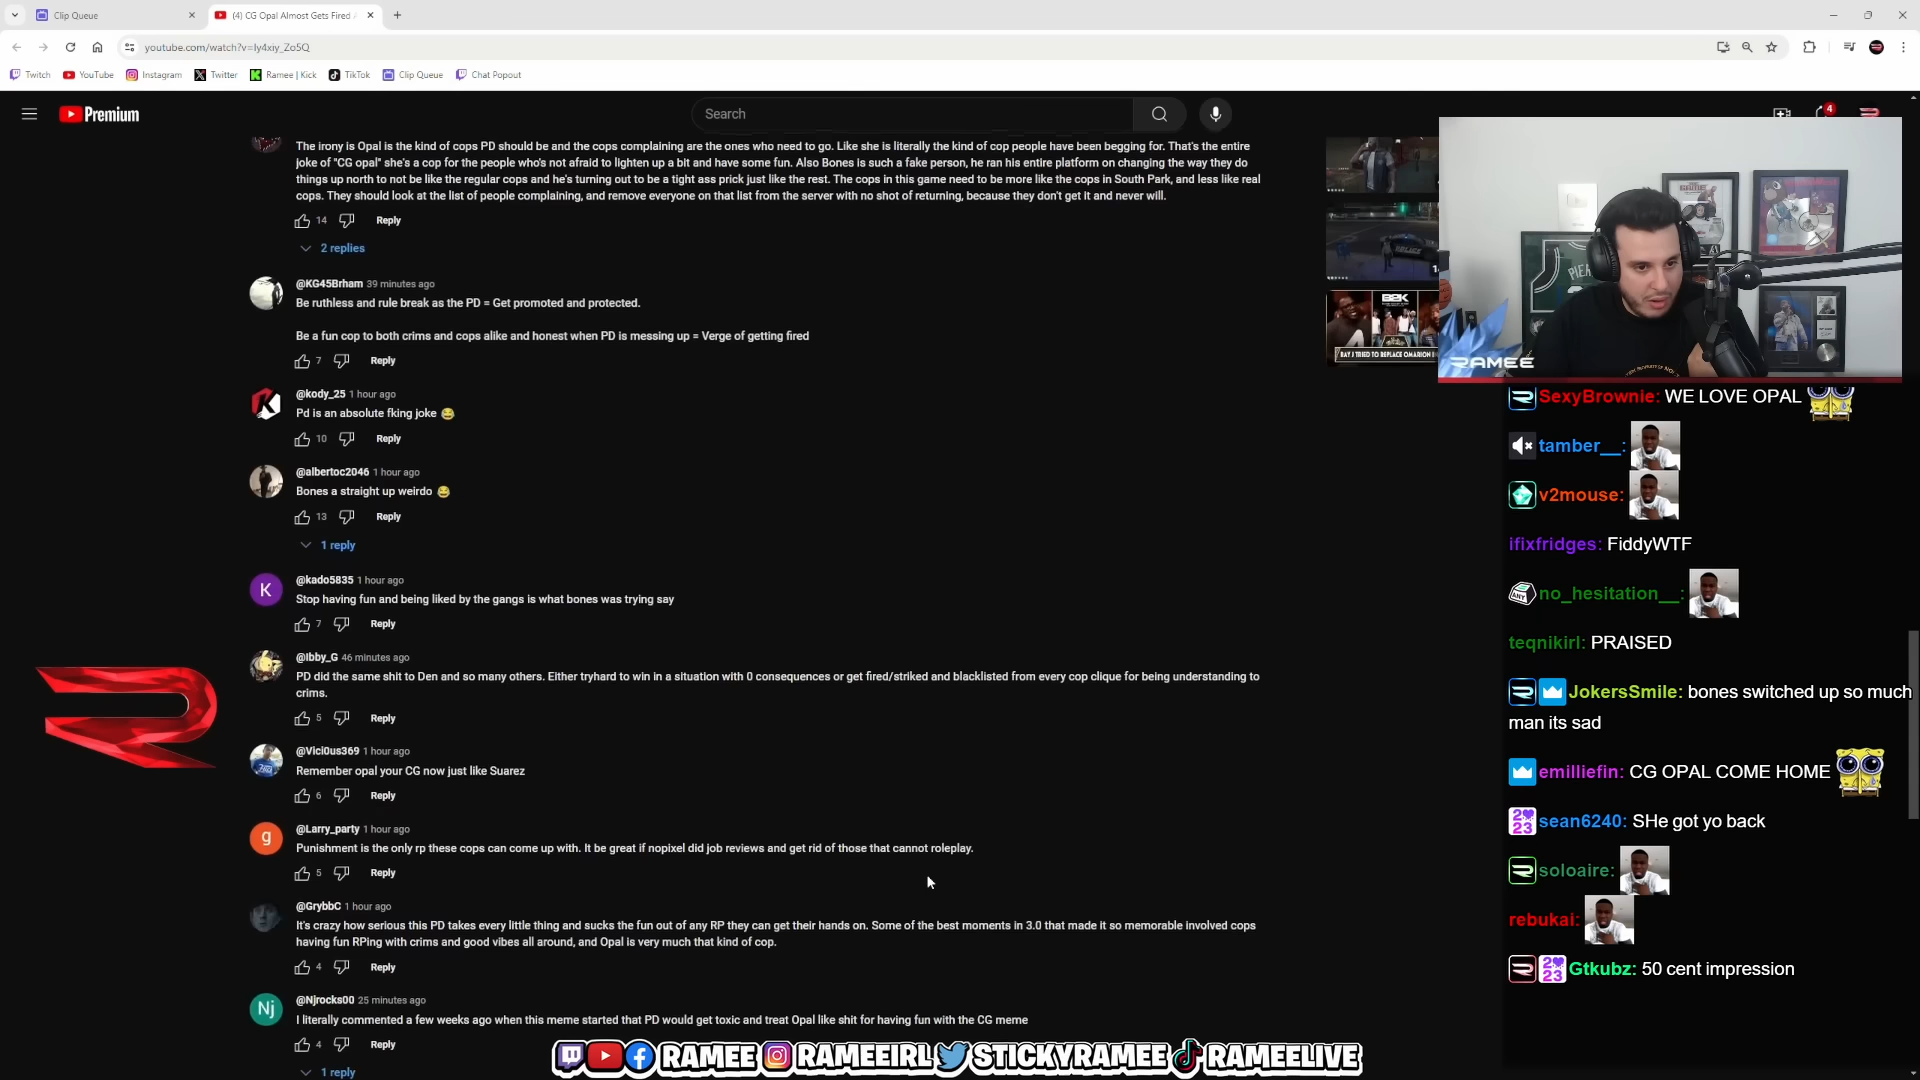 Clip Queue
(4) CG Opal Almost Gets Fired
youtube.com/watch?v=ly4xiy_Zo5Q
Twitch
YouTube
Instagram
Twitter
Ramee | Kick
TikTok
Clip Queue
Chat Popout
Premium
Search
4
The irony is Opal is the kind of cops PD should be and the cops complaining are the ones who need to go. Like she is literally the kind of cop people have been begging for. That's the entire
joke of "CG opal" she's a cop for the people who's not afraid to lighten up a bit and have some fun. Also Bones is such a fake person, he ran his entire platform on changing the way they do
things up north to not be like the regular cops and he's turning out to be a tight ass prick just like the rest. The cops in this game need to be more like the cops in South Park, and less like real
cops. They should look at the list of people complaining, and remove everyone on that list from the server with no shot of returning, because they don't get it and never will.
14 Reply
2 replies
@KG45Brham 39 minutes ago
Be ruthless and rule break as the PD = Get promoted and protected.
Be a fun cop to both crims and cops alike and honest when PD is messing up = Verge of getting fired
7 Reply
@kody_25 1 hour ago
Pd is an absolute fking joke 😂
10 Reply
@albertoc2046 1 hour ago
Bones a straight up weirdo 😂
13 Reply
1 reply
K
@kado5835 1 hour ago
Stop having fun and being liked by the gangs is what bones was trying say
7 Reply
@Ibby_G 46 minutes ago
PD did the same shit to Den and so many others. Either tryhard to win in a situation with 0 consequences or get fired/striked and blacklisted from every cop clique for being understanding to
crims.
5 Reply
@Vici0us369 1 hour ago
Remember opal your CG now just like Suarez
6 Reply
g
@Larry_party 1 hour ago
Punishment is the only rp these cops can come up with. It be great if nopixel did job reviews and get rid of those that cannot roleplay.
5 Reply
@GrybbC 1 hour ago
It's crazy how serious this PD takes every little thing and sucks the fun out of any RP they can get their hands on. Some of the best moments in 3.0 that made it so memorable involved cops
having fun RPing with crims and good vibes all around, and Opal is very much that kind of cop.
4 Reply
Nj
@Njrocks00 25 minutes ago
I literally commented a few weeks ago when this meme started that PD would get toxic and treat Opal like shit for having fun with the CG meme
4 Reply
1 reply
POLICE
B2K
RAY J TRIED TO REPLACE OMARION
RAMEE
SexyBrownie: WE LOVE OPAL
tamber__:
v2mouse:
ifixfridges: FiddyWTF
no_hesitation__:
teqnikirl: PRAISED
JokersSmile: bones switched up so much
man its sad
emilliefin: CG OPAL COME HOME
sean6240: SHe got yo back
soloaire:
rebukai:
Gtkubz: 50 cent impression
RAMEE RAMEEIRL STICKYRAMEE RAMEELIVE